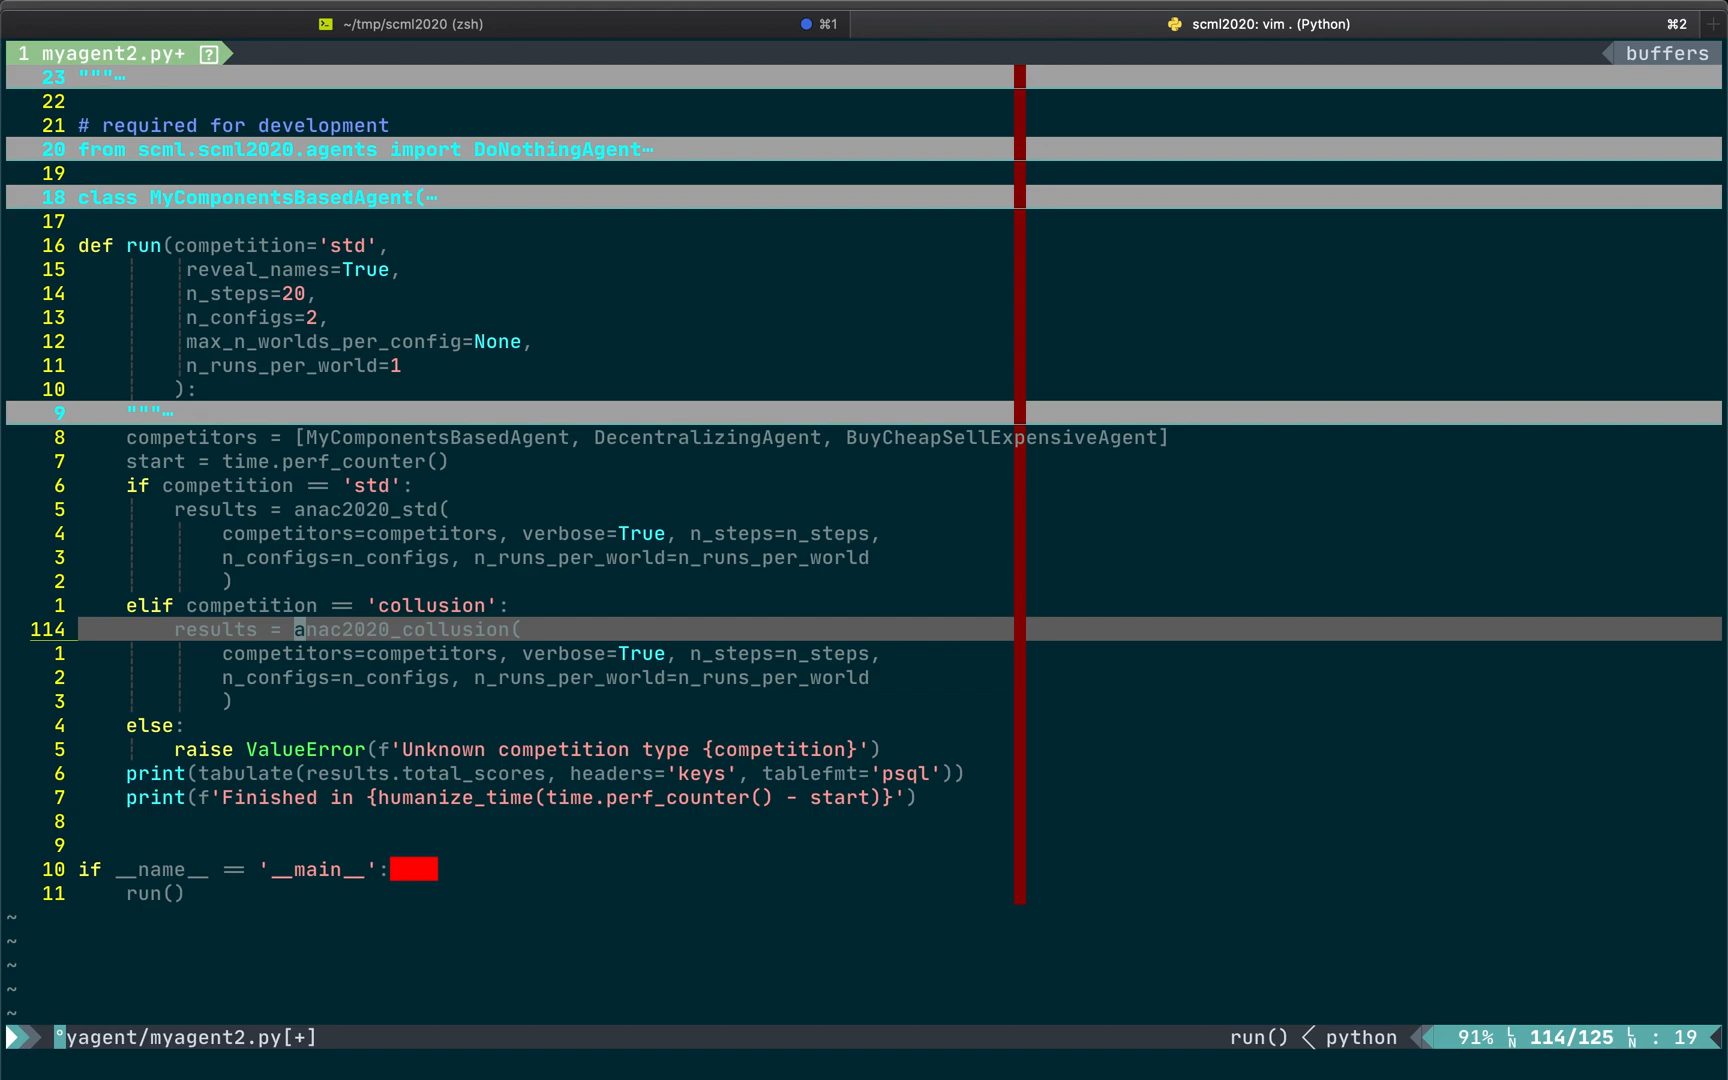 ~/tmp/scml2020 (zsh) ⌘1 scml2020: vim . (Python) ⌘2
1 myagent2.py+ [?] buffers
23 """…
22
21 # required for development
20 from scml.scml2020.agents import DoNothingAgent…
19
18 class MyComponentsBasedAgent(…
17
16 def run(competition='std',
15 reveal_names=True,
14 n_steps=20,
13 n_configs=2,
12 max_n_worlds_per_config=None,
11 n_runs_per_world=1
10 ):
9 """…
8 competitors = [MyComponentsBasedAgent, DecentralizingAgent, BuyCheapSellExpensiveAgent]
7 start = time.perf_counter()
6 if competition == 'std':
5 results = anac2020_std(
4 competitors=competitors, verbose=True, n_steps=n_steps,
3 n_configs=n_configs, n_runs_per_world=n_runs_per_world
2 )
1 elif competition == 'collusion':
114 results = anac2020_collusion(
1 competitors=competitors, verbose=True, n_steps=n_steps,
2 n_configs=n_configs, n_runs_per_world=n_runs_per_world
3 )
4 else:
5 raise ValueError(f'Unknown competition type {competition}')
6 print(tabulate(results.total_scores, headers='keys', tablefmt='psql'))
7 print(f'Finished in {humanize_time(time.perf_counter() - start)}')
8
9
10 if __name__ == '__main__':
11 run()
~
~
~
~
~
°yagent/myagent2.py[+] run() < python 91% LN 114/125 LN : 19